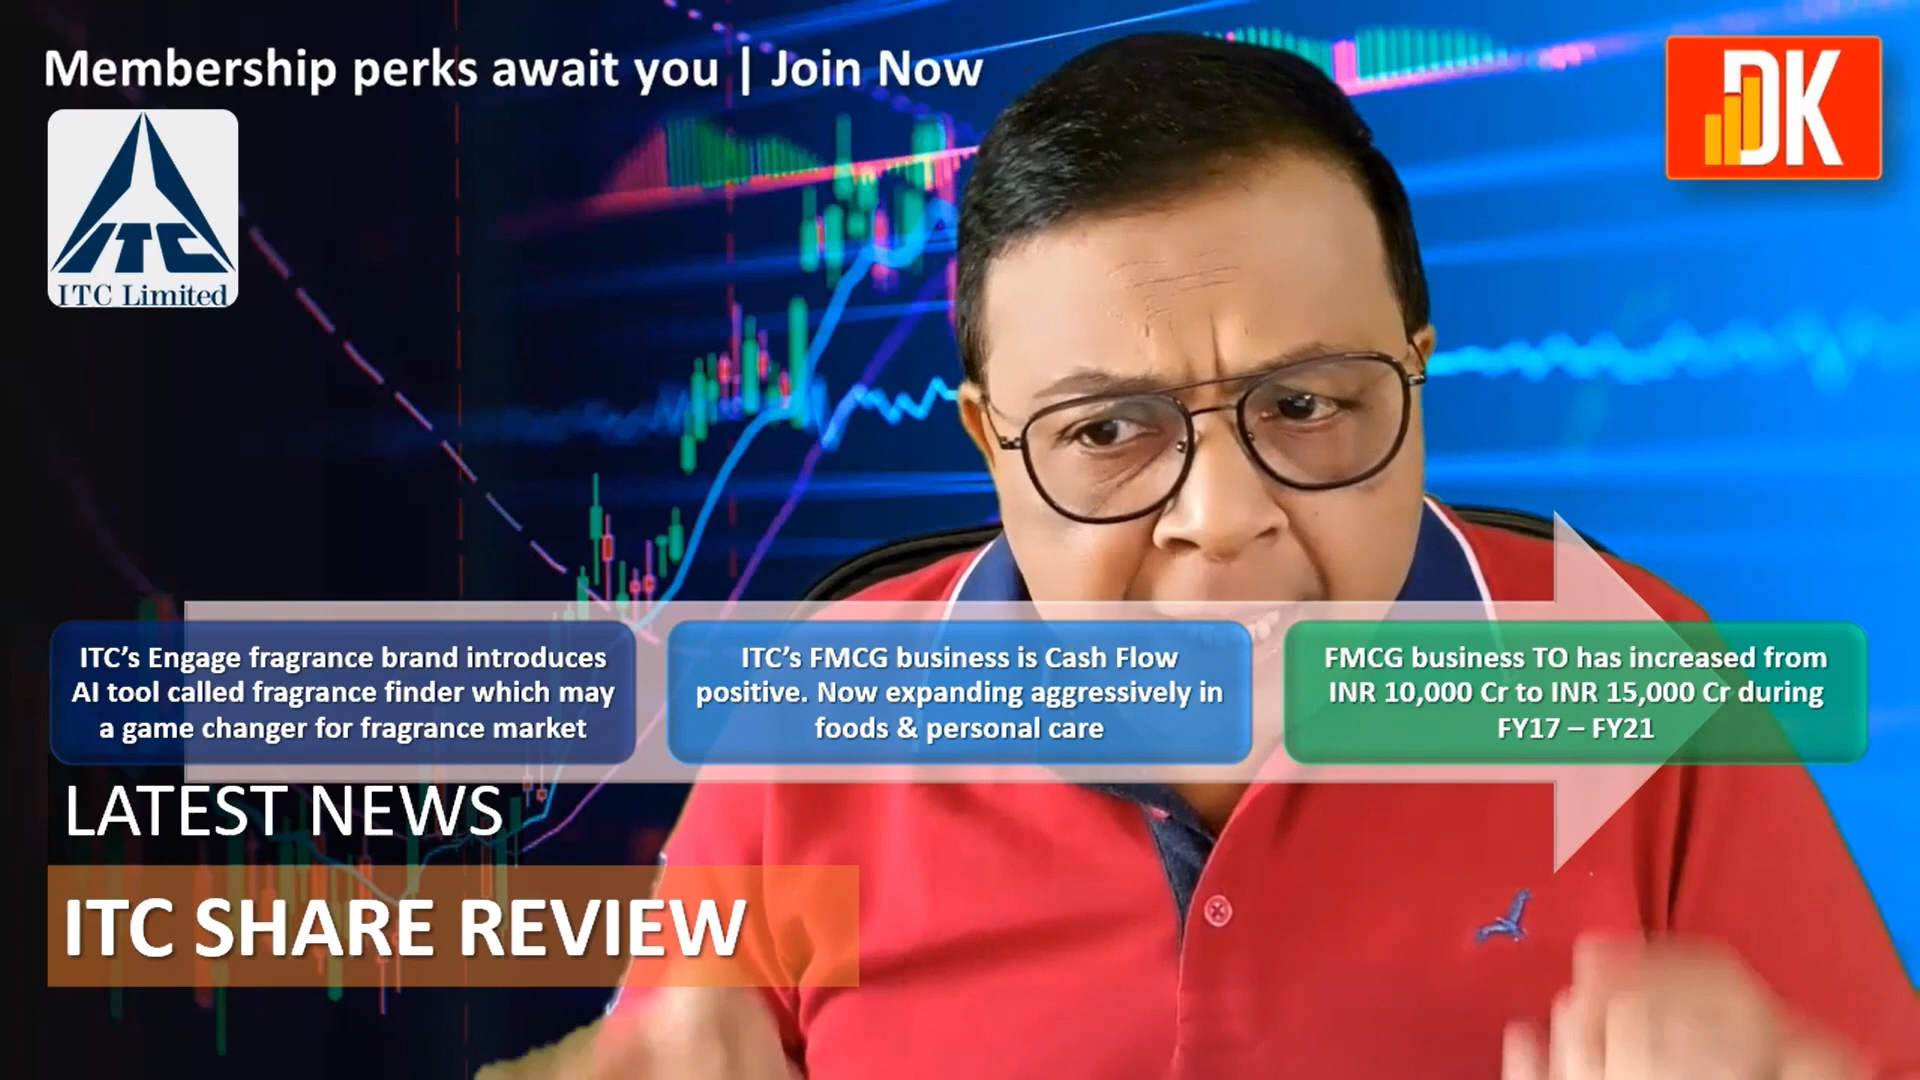 Membership perks await you | Join Now
DK
ITC
ITC Limited
ITC's Engage fragrance brand introduces
AI tool called fragrance finder which may
a game changer for fragrance market
ITC's FMCG business is Cash Flow
positive. Now expanding aggressively in
foods & personal care
FMCG business TO has increased from
INR 10,000 Cr to INR 15,000 Cr during
FY17 – FY21
LATEST NEWS
ITC SHARE REVIEW